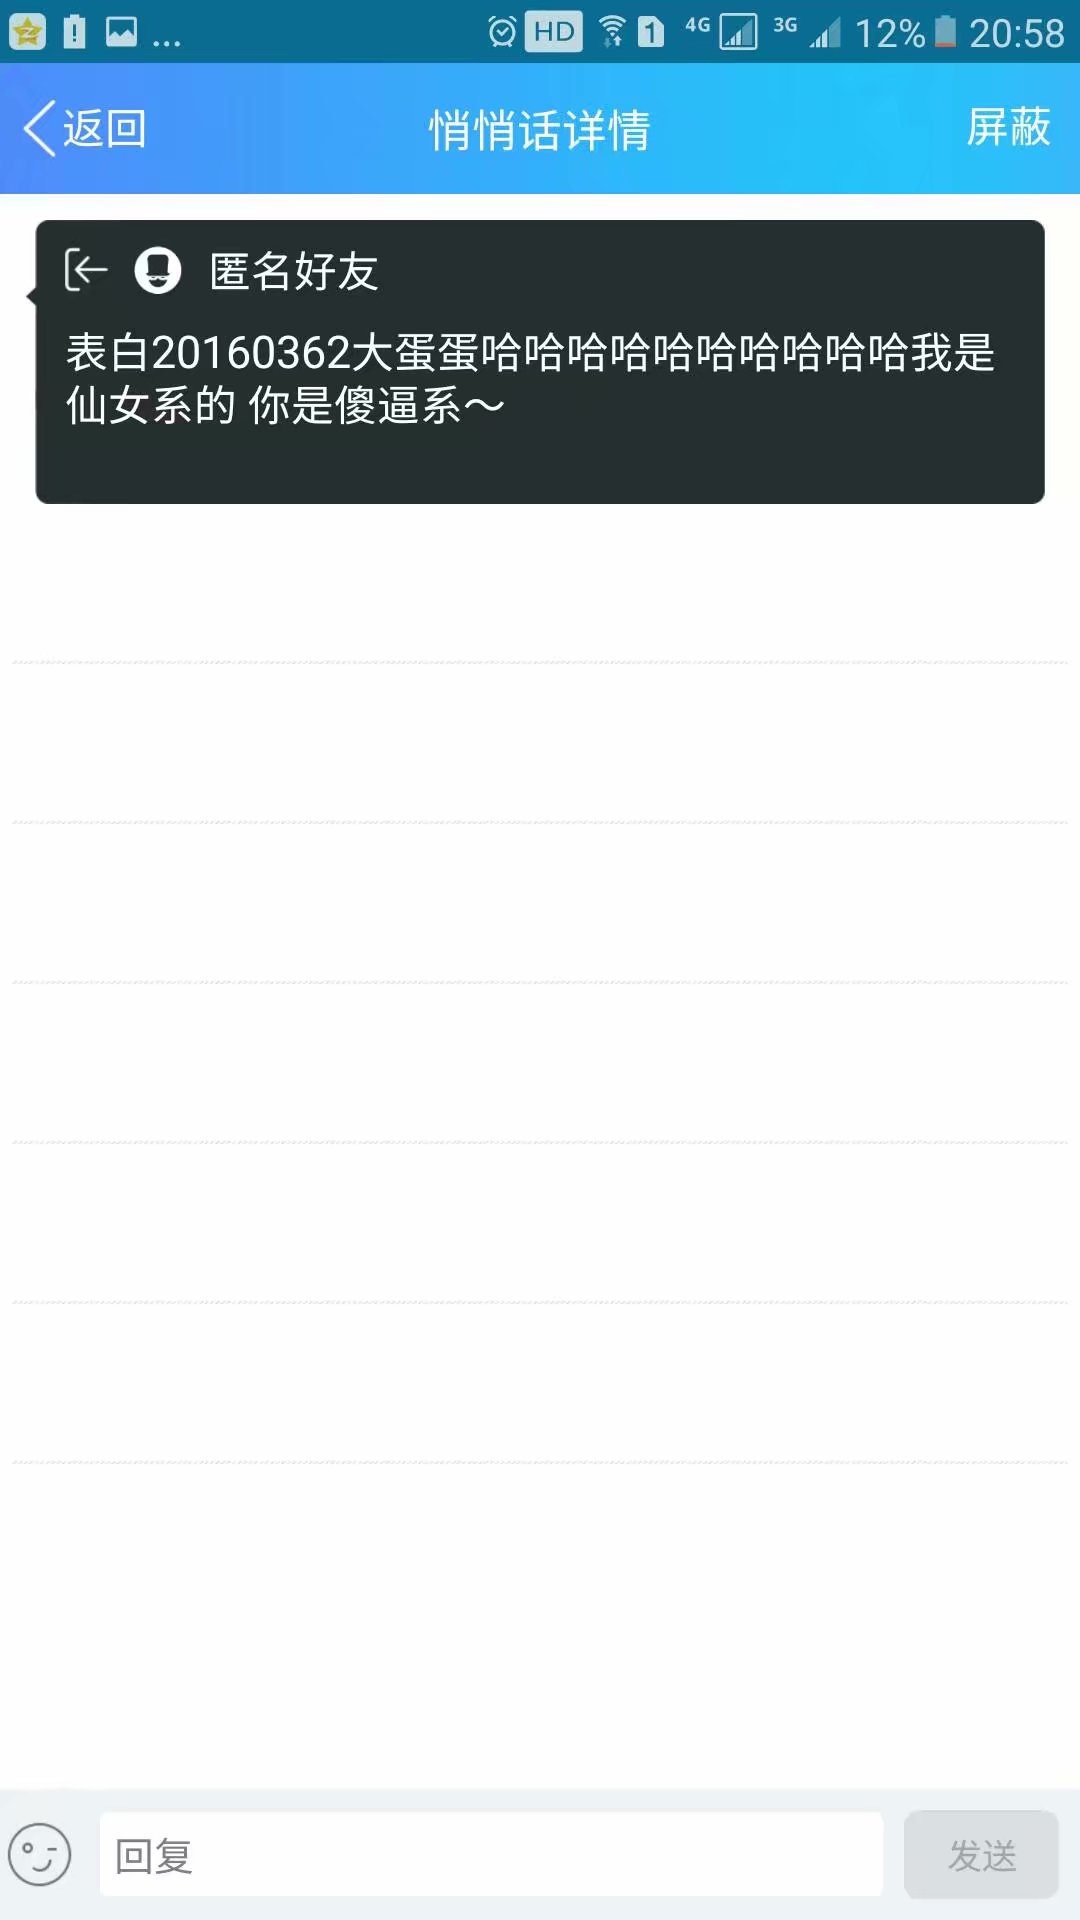 ... HD 1 4G 3G 12% 20:58
返回 悄悄话详情 屏蔽
匿名好友
表白20160362大蛋蛋哈哈哈哈哈哈哈哈哈哈我是
仙女系的 你是傻逼系～
回复 发送